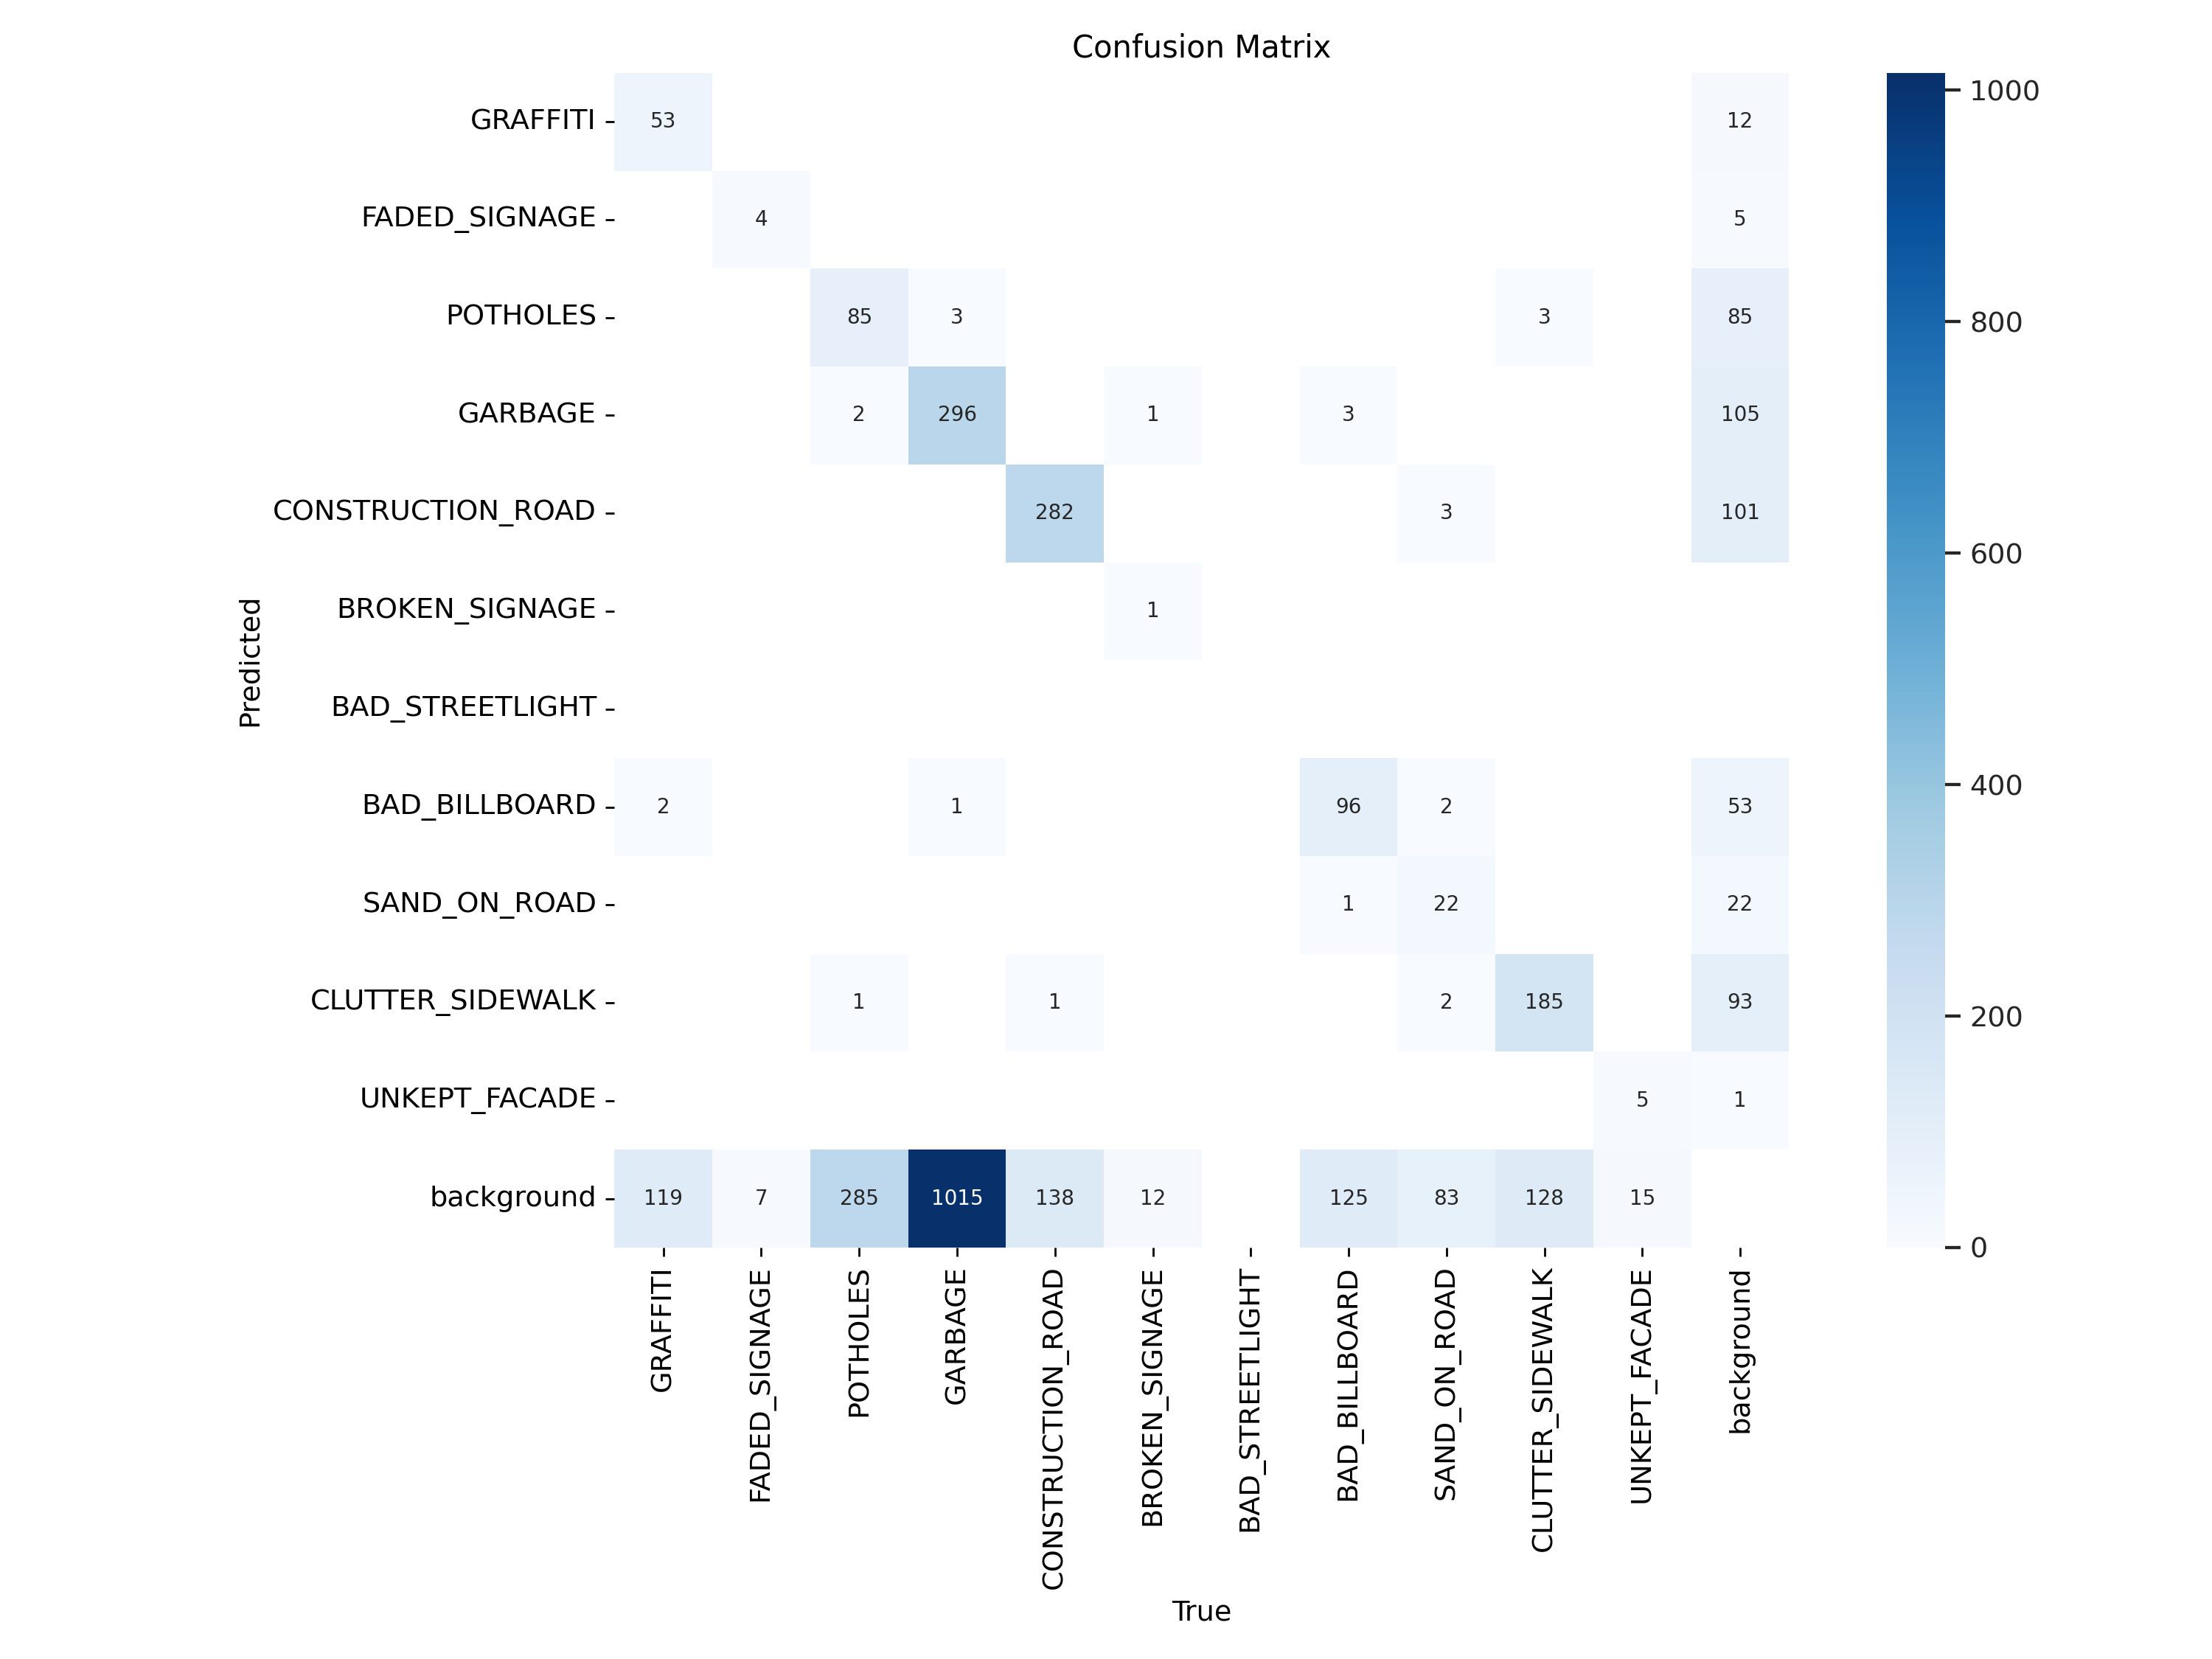 Confusion Matrix
GRAFFITI 53 12
FADED_SIGNAGE 4 5
POTHOLES 85 3 3 85
GARBAGE 2 296 1 3 105
CONSTRUCTION_ROAD 282 3 101
BROKEN_SIGNAGE 1
BAD_STREETLIGHT
BAD_BILLBOARD 2 1 96 2 53
SAND_ON_ROAD 1 22 22
CLUTTER_SIDEWALK 1 1 2 185 93
UNKEPT_FACADE 5 1
background 119 7 285 1015 138 12 125 83 128 15
Predicted
GRAFFITI
FADED_SIGNAGE
POTHOLES
GARBAGE
CONSTRUCTION_ROAD
BROKEN_SIGNAGE
BAD_STREETLIGHT
BAD_BILLBOARD
SAND_ON_ROAD
CLUTTER_SIDEWALK
UNKEPT_FACADE
background
True
1000
800
600
400
200
0